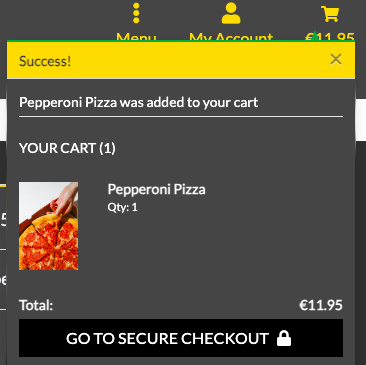 Menu
My Account
€11.95
Success!
Pepperoni Pizza was added to your cart
YOUR CART (1)
Pepperoni Pizza
Qty: 1
Total:
€11.95
GO TO SECURE CHECKOUT